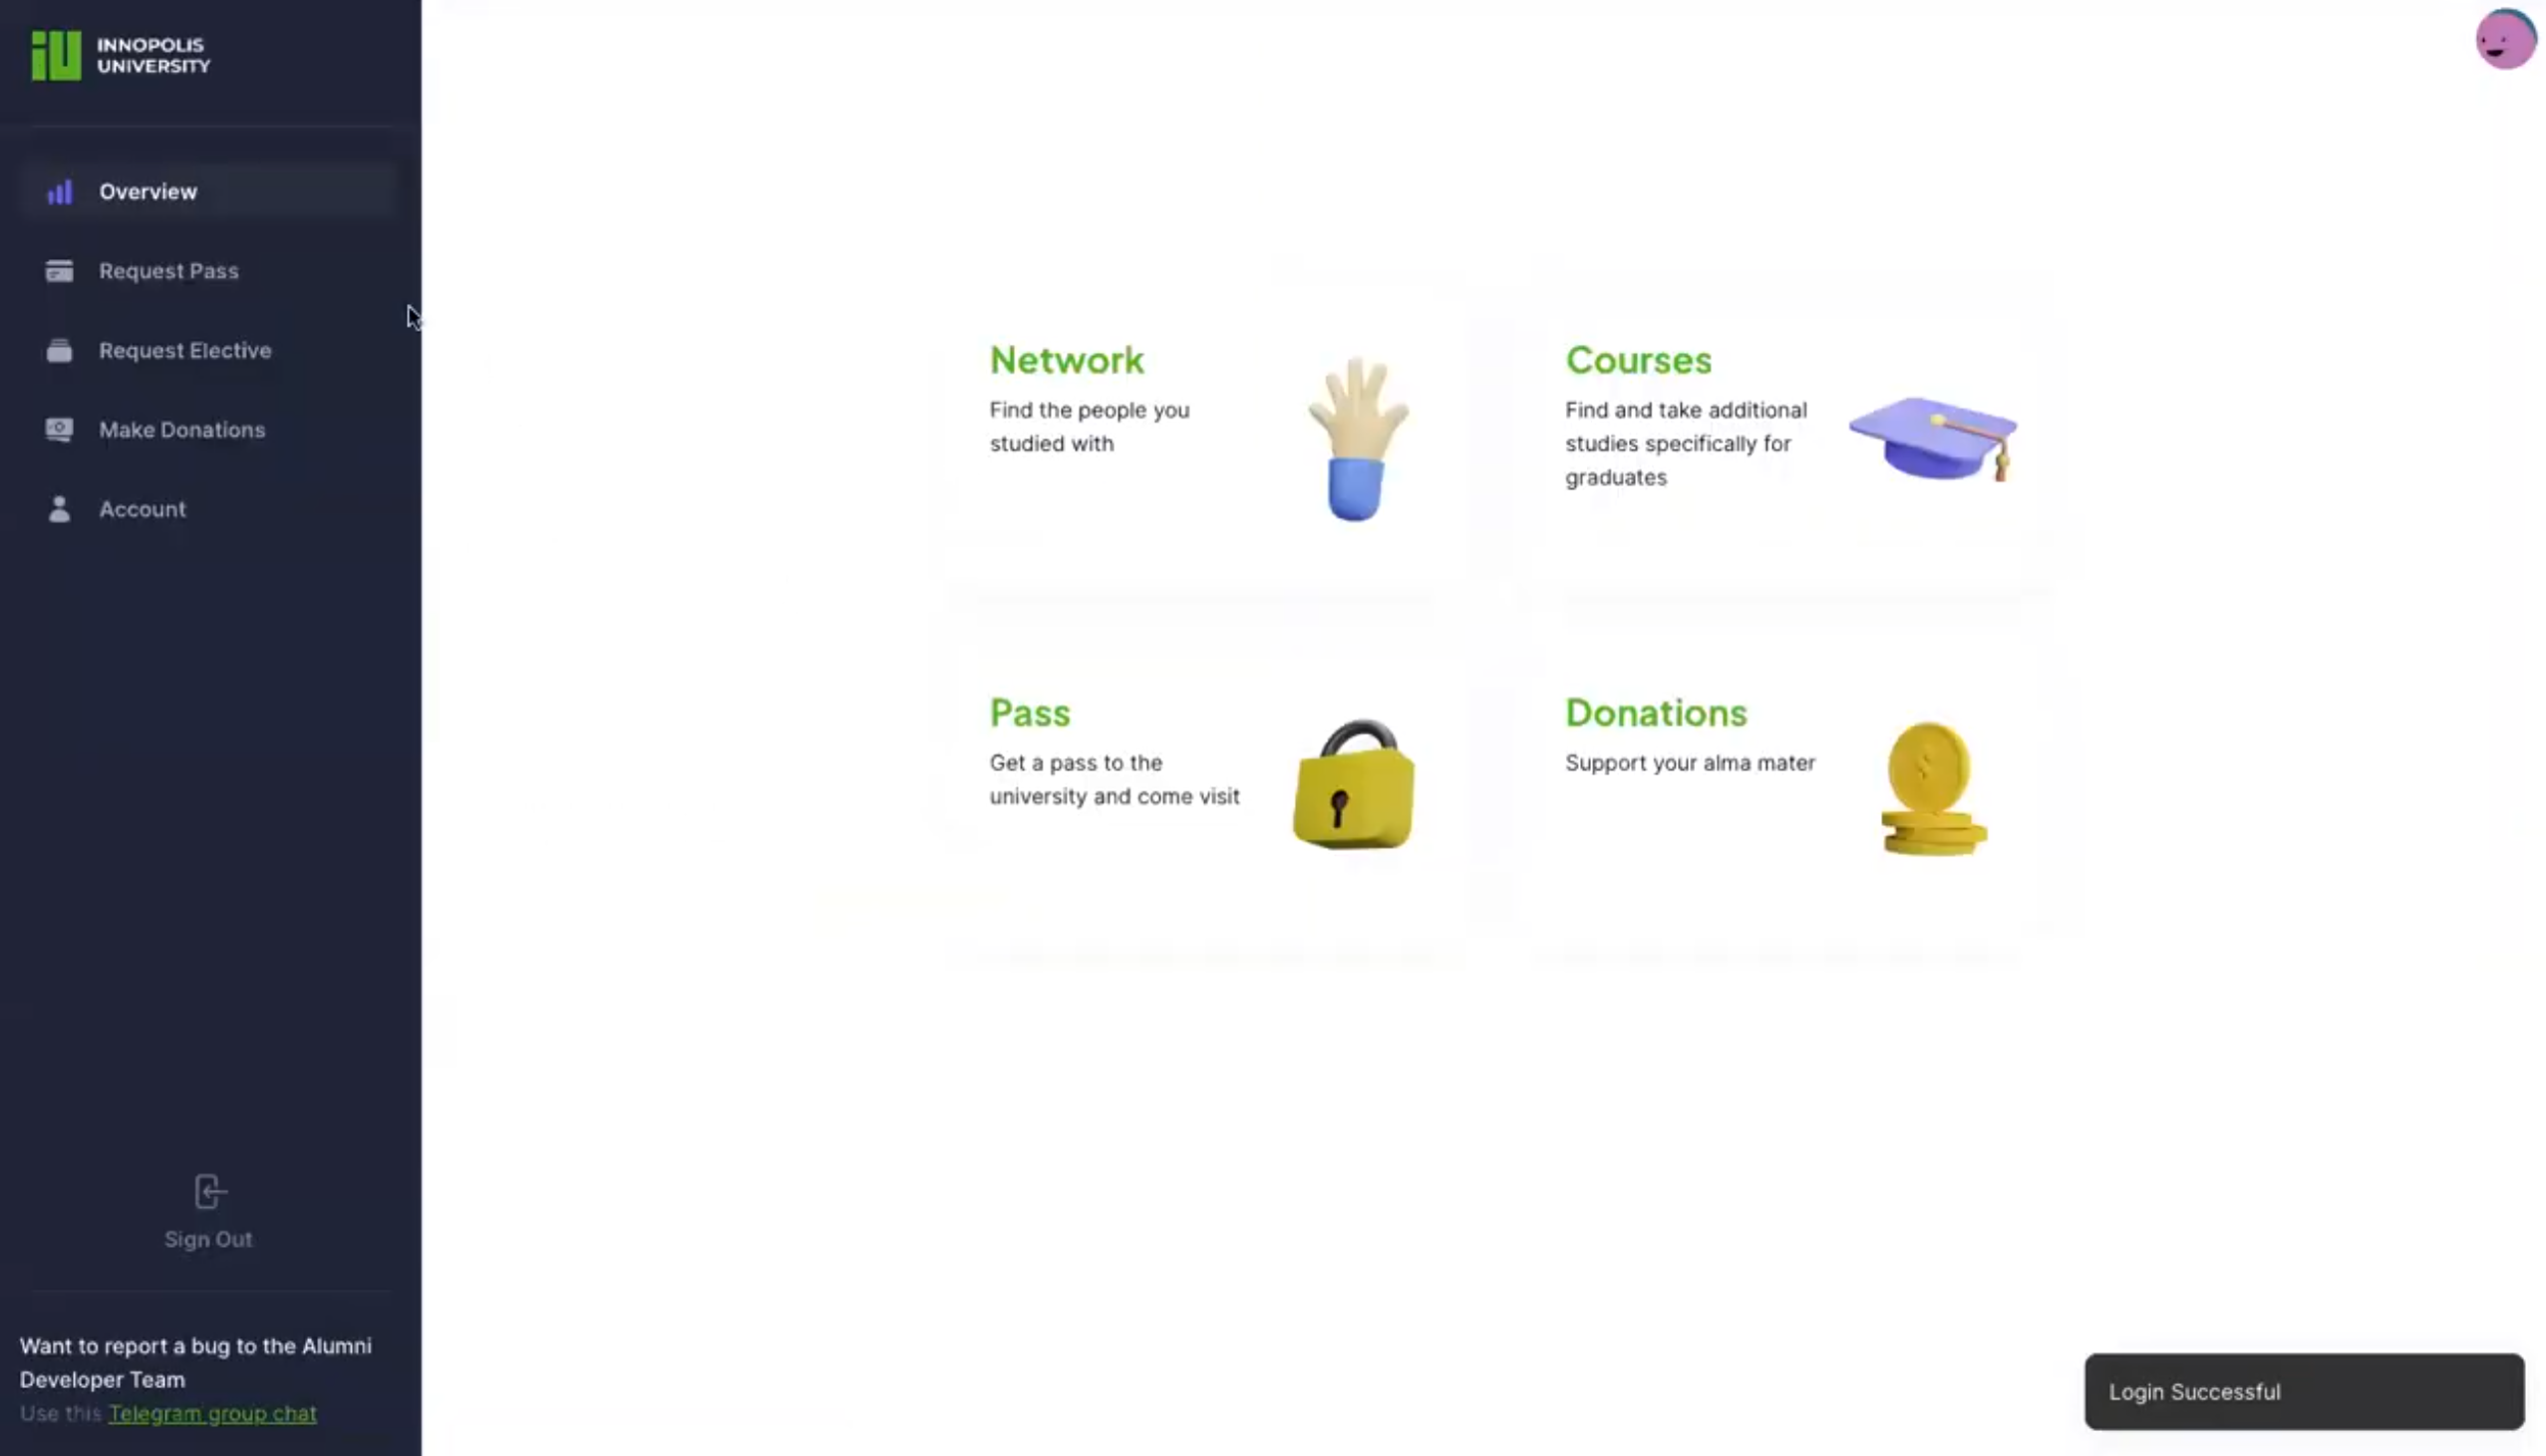 INNOPOLIS
UNIVERSITY
Overview
Request Pass
Request Elective
Make Donations
Account
Sign Out
Want to report a bug to the Alumni
Developer Team
Use this Telegram group chat
Network
Find the people you
studied with
Courses
Find and take additional
studies specifically for
graduates
Pass
Get a pass to the
university and come visit
Donations
Support your alma mater
Login Successful